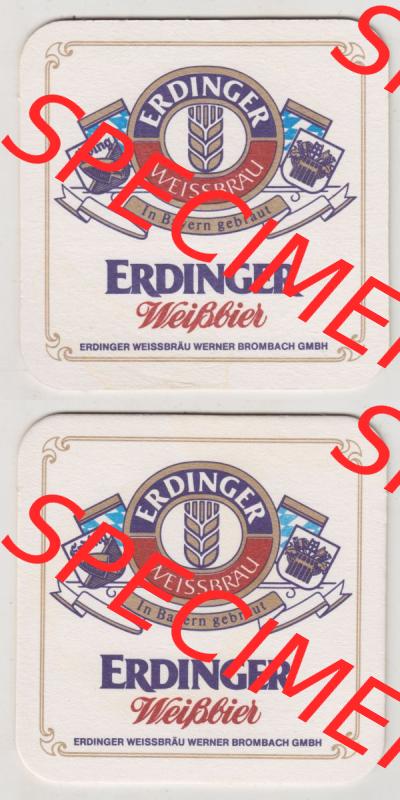 ERDINGER
WEISSBRÄU
In Bayern gebraut
ERDINGER
Weißbier
ERDINGER WEISSBRÄU WERNER BROMBACH GMBH
SPECIMEN
ERDINGER
WEISSBRÄU
In Bayern gebraut
ERDINGER
Weißbier
ERDINGER WEISSBRÄU WERNER BROMBACH GMBH
SPECIMEN